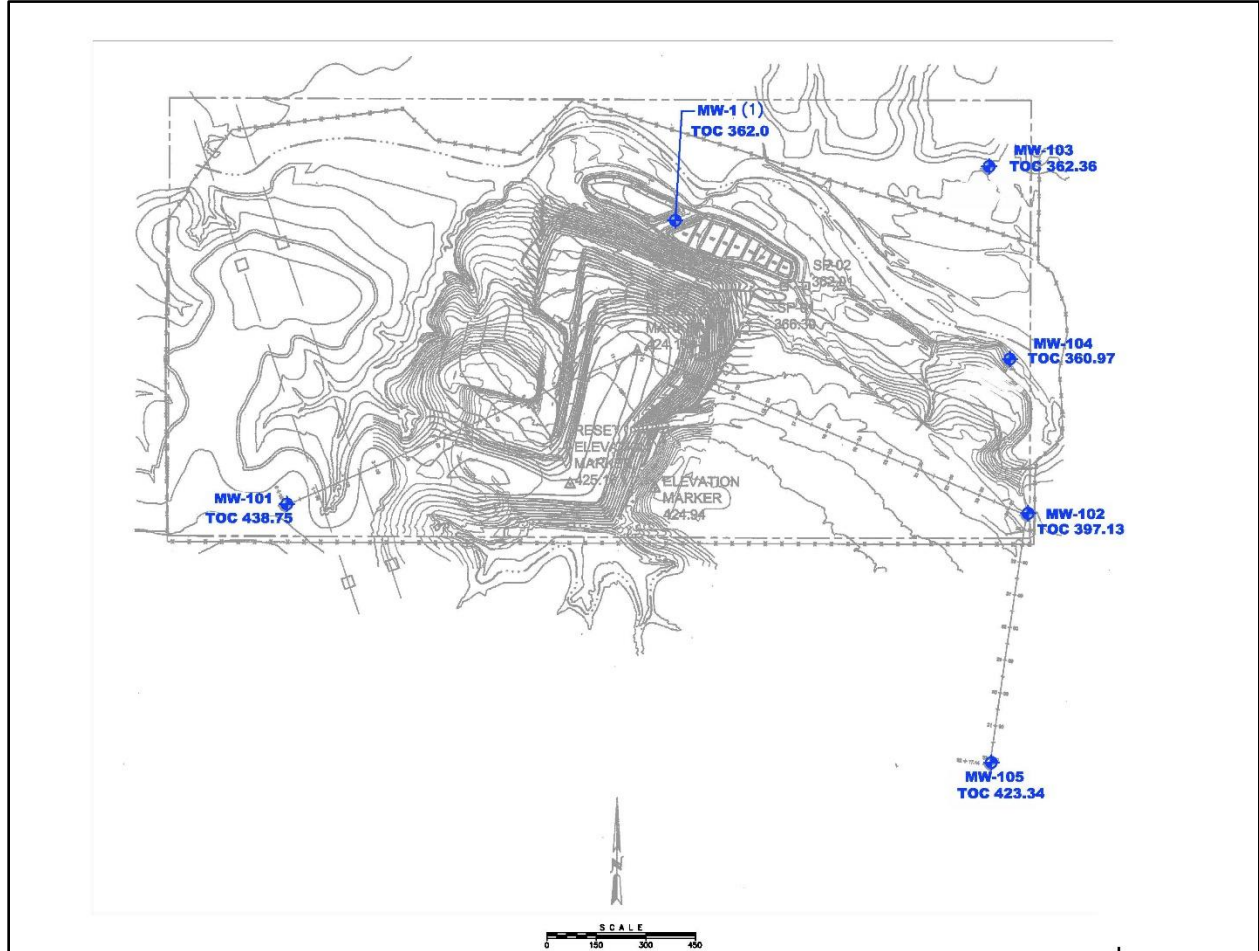 MW-1 (1)
TOC 362.0
MW-103
TOC 362.36
SP-02
362.91
MW-104
TOC 360.97
RESET
ELEVATION
MARKER
ELEVATION
MARKER
424.94
MW-101
TOC 438.75
MW-102
TOC 397.13
MW-105
TOC 423.34
N
SCALE
0 150 300 450